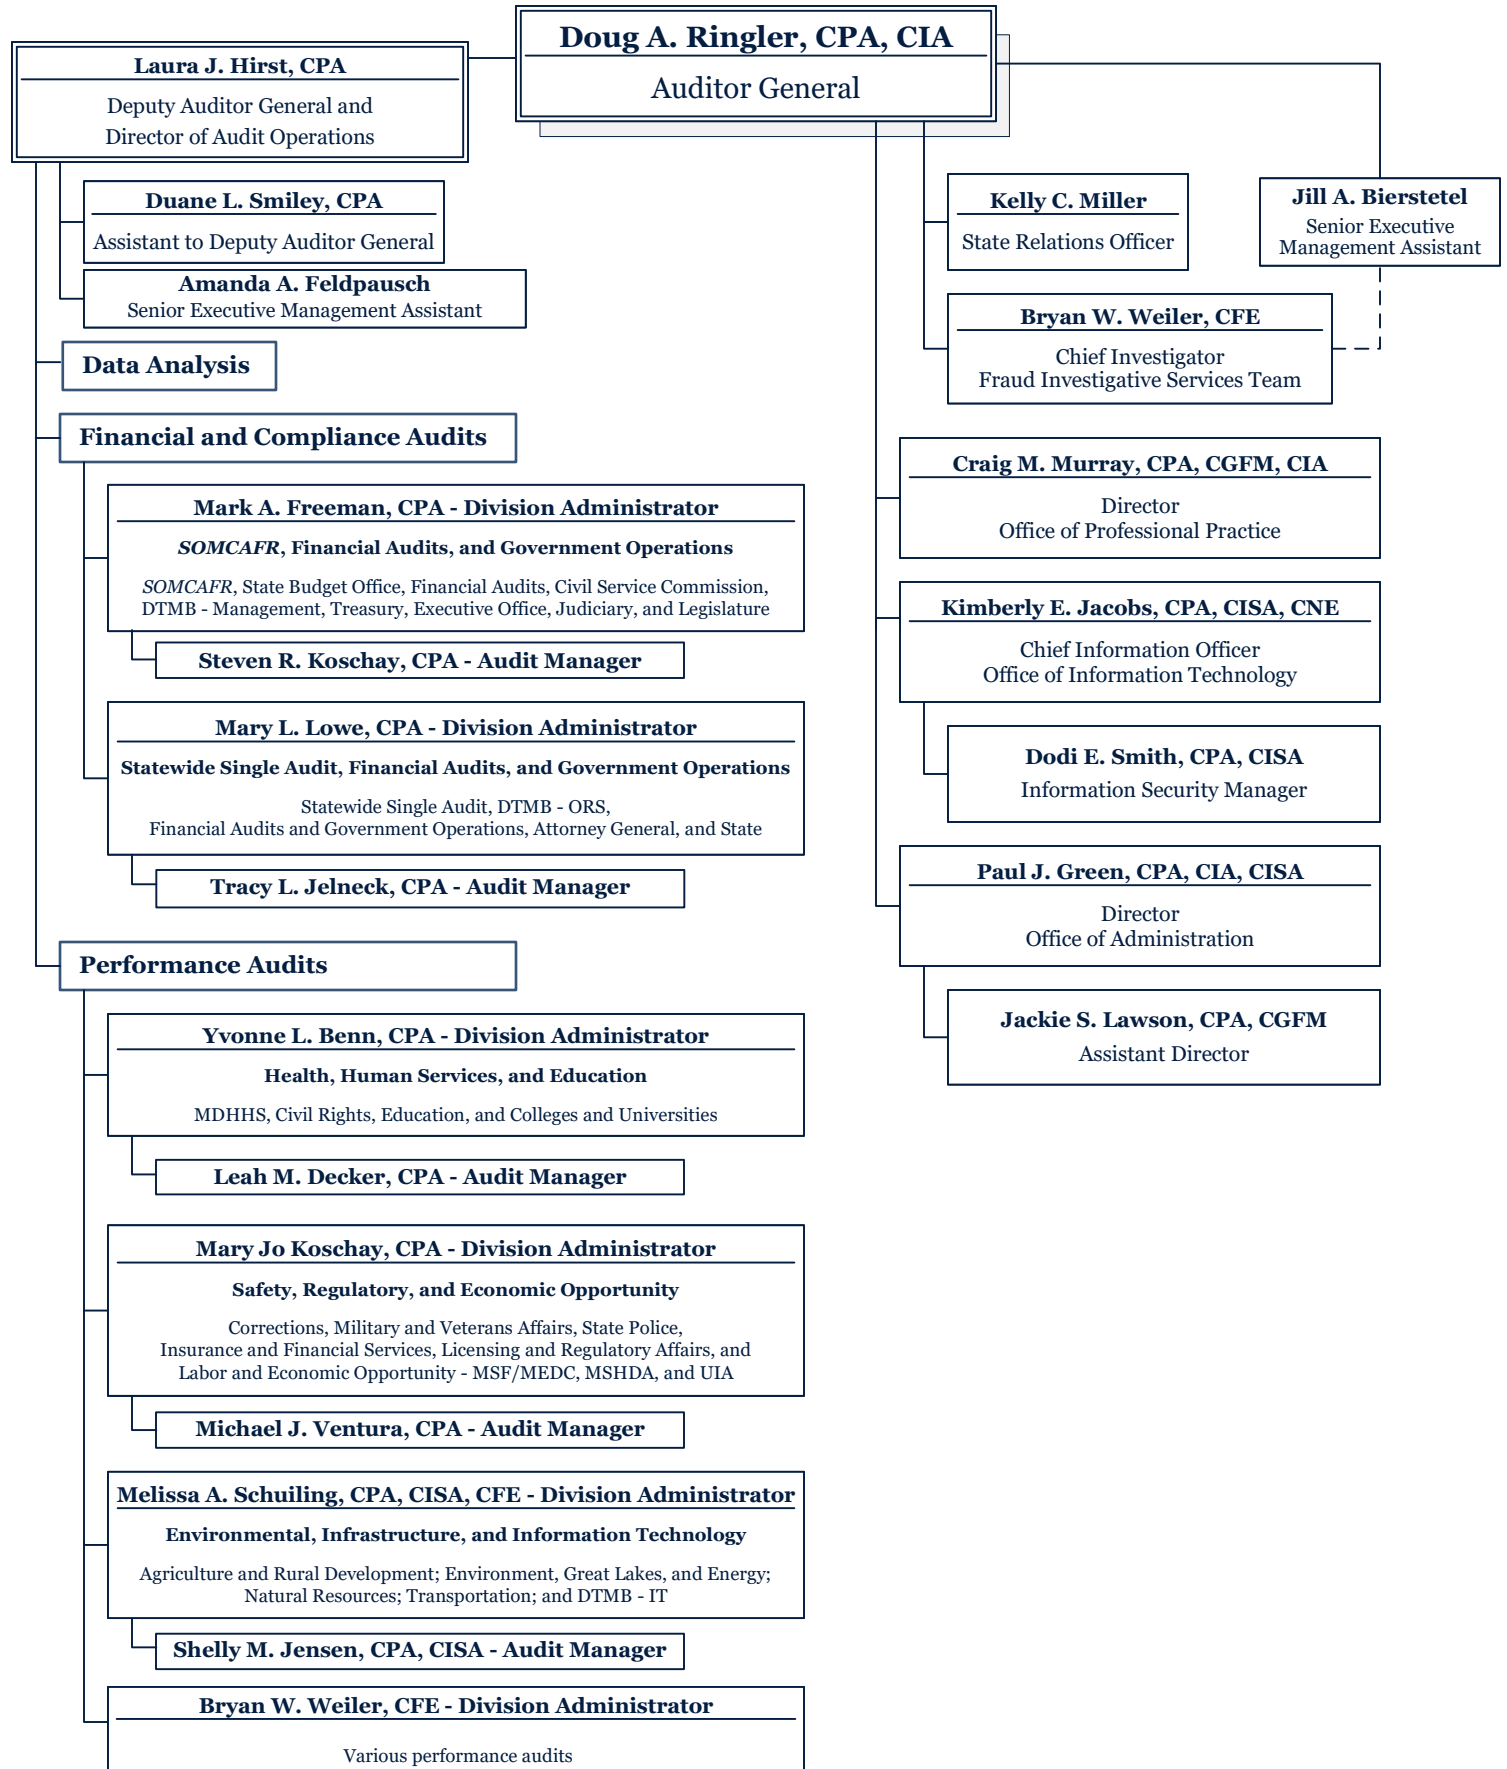 Doug A. Ringler, CPA, CIA
Auditor General
Laura J. Hirst, CPA
Deputy Auditor General and
Director of Audit Operations
Duane L. Smiley, CPA
Assistant to Deputy Auditor General
Amanda A. Feldpausch
Senior Executive Management Assistant
Data Analysis
Financial and Compliance Audits
Mark A. Freeman, CPA - Division Administrator
SOMCAFR, Financial Audits, and Government Operations
SOMCAFR, State Budget Office, Financial Audits, Civil Service Commission,
DTMB - Management, Treasury, Executive Office, Judiciary, and Legislature
Steven R. Koschay, CPA - Audit Manager
Mary L. Lowe, CPA - Division Administrator
Statewide Single Audit, Financial Audits, and Government Operations
Statewide Single Audit, DTMB - ORS,
Financial Audits and Government Operations, Attorney General, and State
Tracy L. Jelneck, CPA - Audit Manager
Performance Audits
Yvonne L. Benn, CPA - Division Administrator
Health, Human Services, and Education
MDHHS, Civil Rights, Education, and Colleges and Universities
Leah M. Decker, CPA - Audit Manager
Mary Jo Koschay, CPA - Division Administrator
Safety, Regulatory, and Economic Opportunity
Corrections, Military and Veterans Affairs, State Police,
Insurance and Financial Services, Licensing and Regulatory Affairs, and
Labor and Economic Opportunity - MSF/MEDC, MSHDA, and UIA
Michael J. Ventura, CPA - Audit Manager
Melissa A. Schuiling, CPA, CISA, CFE - Division Administrator
Environmental, Infrastructure, and Information Technology
Agriculture and Rural Development; Environment, Great Lakes, and Energy;
Natural Resources; Transportation; and DTMB - IT
Shelly M. Jensen, CPA, CISA - Audit Manager
Bryan W. Weiler, CFE - Division Administrator
Various performance audits
Kelly C. Miller
State Relations Officer
Jill A. Bierstetel
Senior Executive
Management Assistant
Bryan W. Weiler, CFE
Chief Investigator
Fraud Investigative Services Team
Craig M. Murray, CPA, CGFM, CIA
Director
Office of Professional Practice
Kimberly E. Jacobs, CPA, CISA, CNE
Chief Information Officer
Office of Information Technology
Dodi E. Smith, CPA, CISA
Information Security Manager
Paul J. Green, CPA, CIA, CISA
Director
Office of Administration
Jackie S. Lawson, CPA, CGFM
Assistant Director